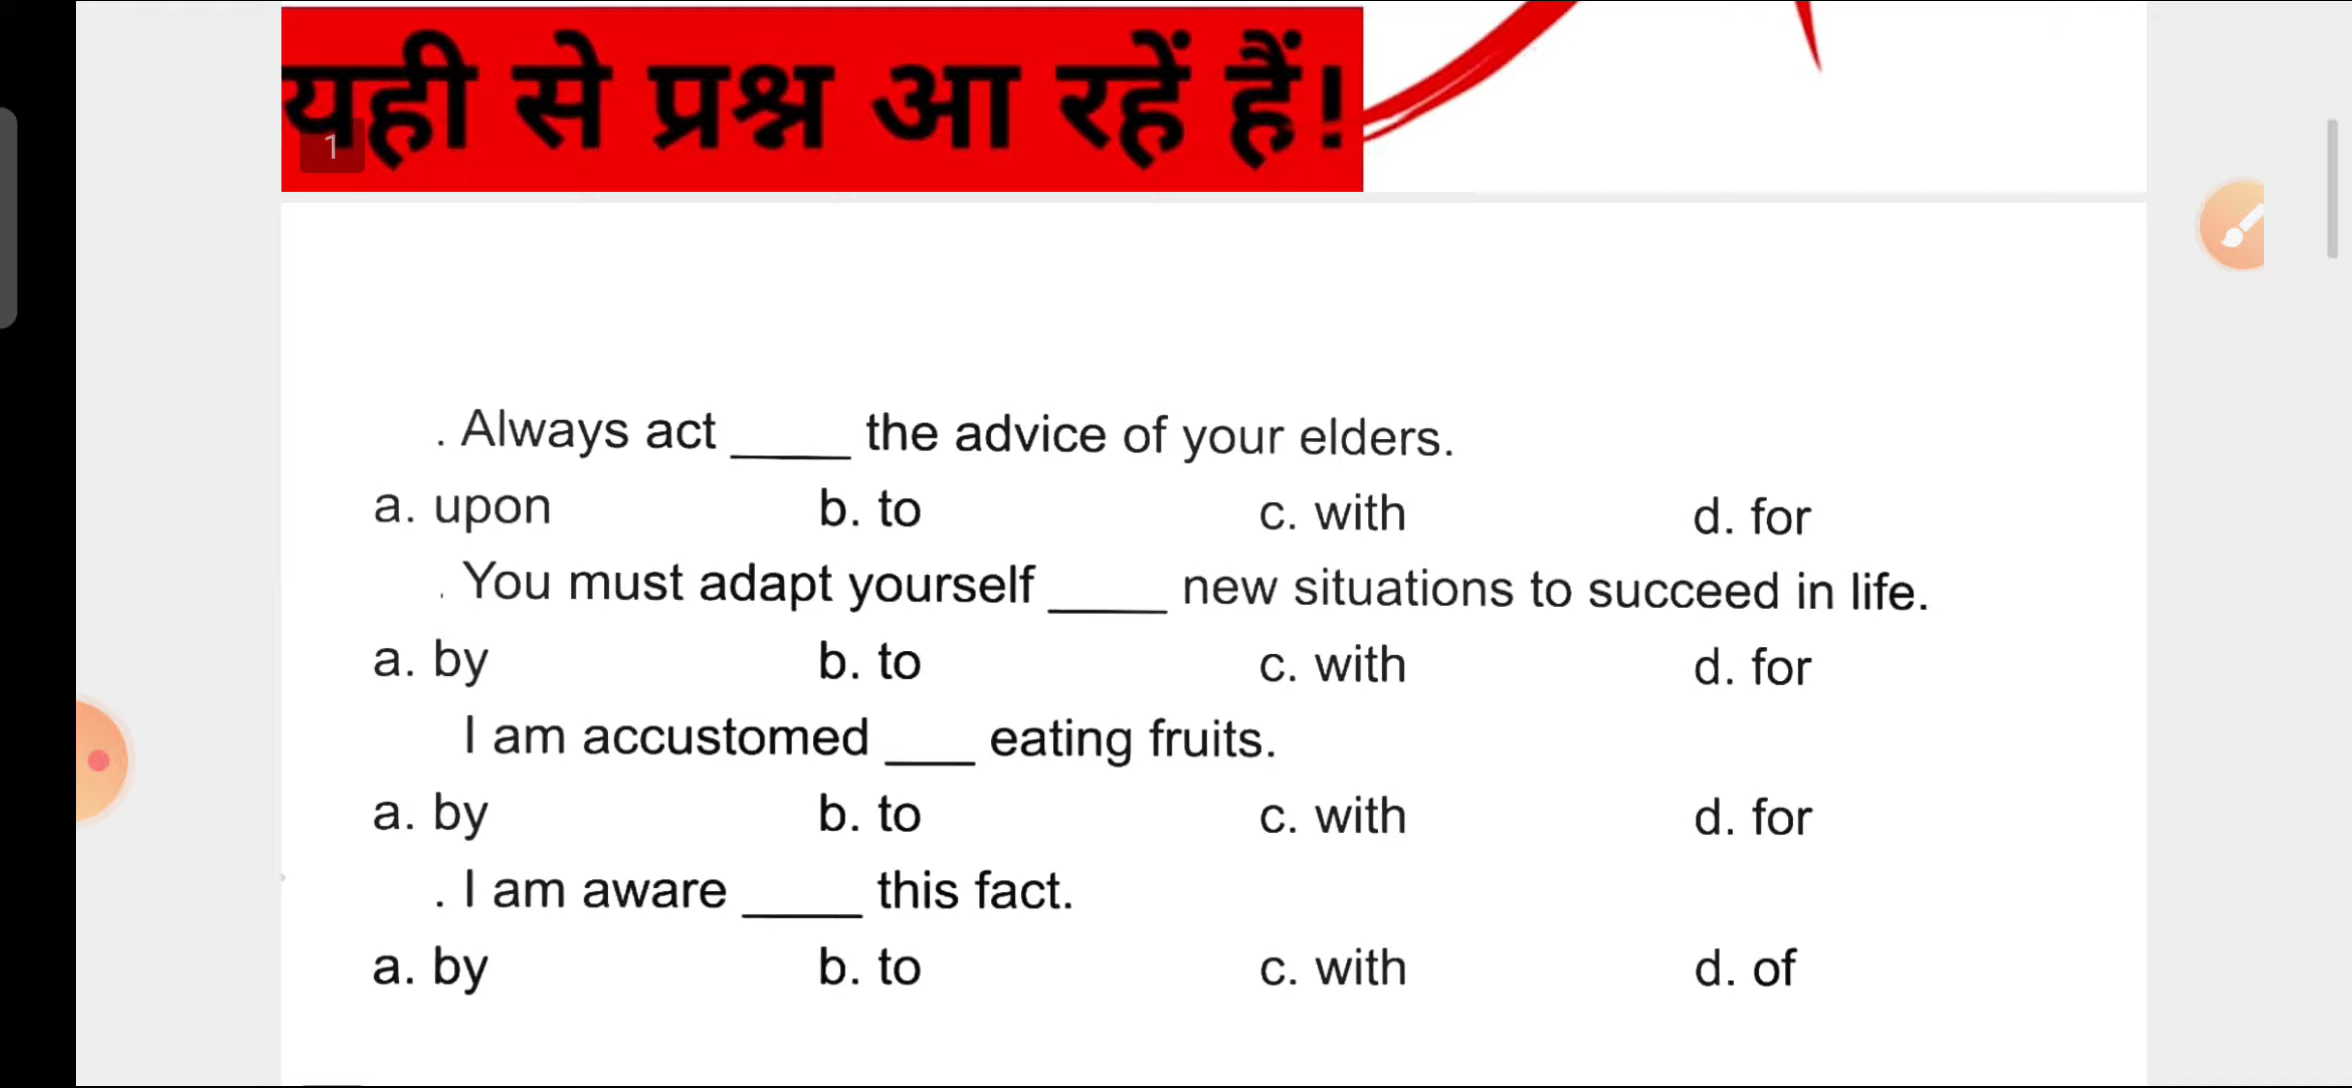 यही से प्रश्न आ रहें हैं!
1
. Always act _____ the advice of your elders.
a. upon b. to c. with d. for
. You must adapt yourself _____ new situations to succeed in life.
a. by b. to c. with d. for
I am accustomed ____ eating fruits.
a. by b. to c. with d. for
. I am aware _____ this fact.
a. by b. to c. with d. of